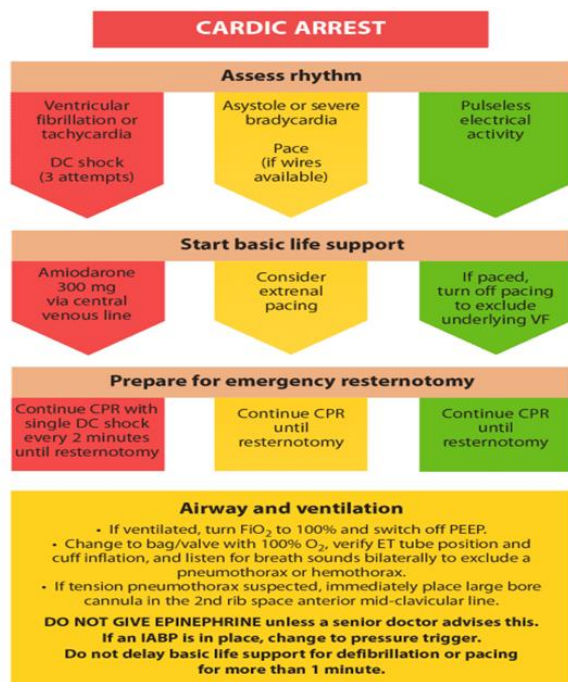 CARDIC ARREST
Assess rhythm
Ventricular
fibrillation or
tachycardia
DC shock
(3 attempts)
Asystole or severe
bradycardia
Pace
(if wires
available)
Pulseless
electrical
activity
Start basic life support
Amiodarone
300 mg
via central
venous line
Consider
extrenal
pacing
If paced,
turn off pacing
to exclude
underlying VF
Prepare for emergency resternotomy
Continue CPR with
single DC shock
every 2 minutes
until resternotomy
Continue CPR
until
resternotomy
Continue CPR
until
resternotomy
Airway and ventilation
• If ventilated, turn FiO₂ to 100% and switch off PEEP.
• Change to bag/valve with 100% O₂, verify ET tube position and
cuff inflation, and listen for breath sounds bilaterally to exclude a
pneumothorax or hemothorax.
• If tension pneumothorax suspected, immediately place large bore
cannula in the 2nd rib space anterior mid-clavicular line.
DO NOT GIVE EPINEPHRINE unless a senior doctor advises this.
If an IABP is in place, change to pressure trigger.
Do not delay basic life support for defibrillation or pacing
for more than 1 minute.